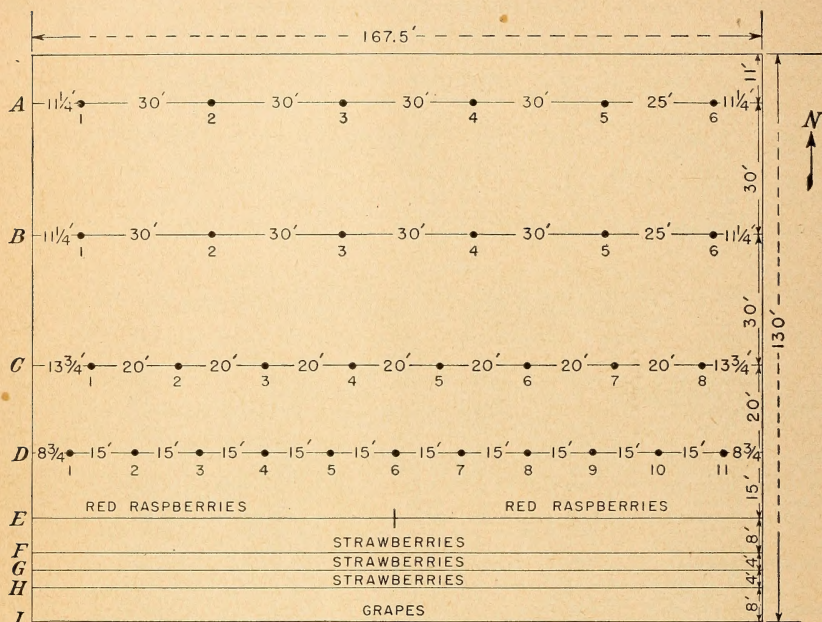 167.5'
11'
A 11¼' 30' 30' 30' 30' 25' 11¼'
1 2 3 4 5 6
N
30'
B 11¼' 30' 30' 30' 30' 25' 11¼'
1 2 3 4 5 6
30'
130'
C 13¾' 20' 20' 20' 20' 20' 20' 20' 13¾'
1 2 3 4 5 6 7 8
20'
D 8¾ 15' 15' 15' 15' 15' 15' 15' 15' 15' 15' 8¾
1 2 3 4 5 6 7 8 9 10 11
15'
RED RASPBERRIES RED RASPBERRIES
E
8'
STRAWBERRIES
F
STRAWBERRIES 4'
G
STRAWBERRIES 4'
H
GRAPES 8'
I